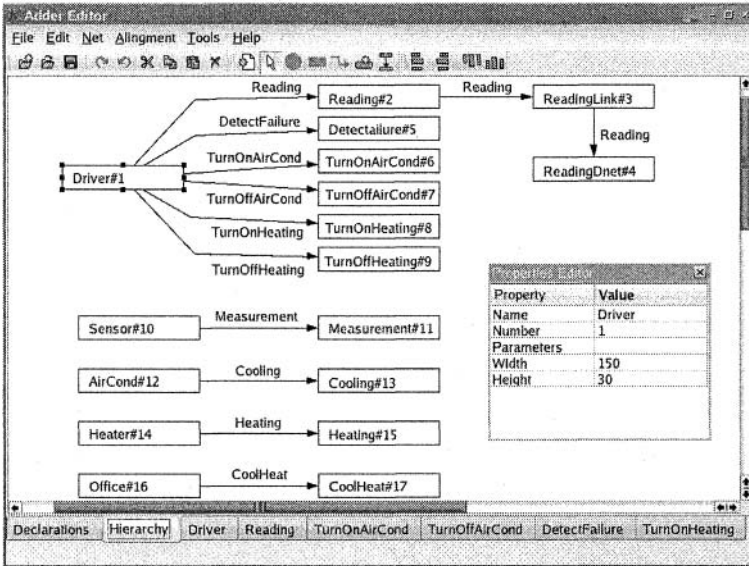 Adder Editor
File Edit Net Alingment Tools Help
Reading
Reading#2
Reading
ReadingLink#3
DetectFailure
Detectailure#5
Reading
TurnOnAirCond
TurnOnAirCond#6
ReadingDnet#4
Driver#1
TurnOffAirCond
TurnOffAirCond#7
TurnOnHeating
TurnOnHeating#8
TurnOffHeating
TurnOffHeating#9
Properties Editor
Property Value
Name Driver
Number 1
Parameters
Width 150
Height 30
Measurement
Sensor#10
Measurement#11
Cooling
AirCond#12
Cooling#13
Heating
Heater#14
Heating#15
CoolHeat
Office#16
CoolHeat#17
Declarations Hierarchy Driver Reading TurnOnAirCond TurnOffAirCond DetectFailure TurnOnHeating